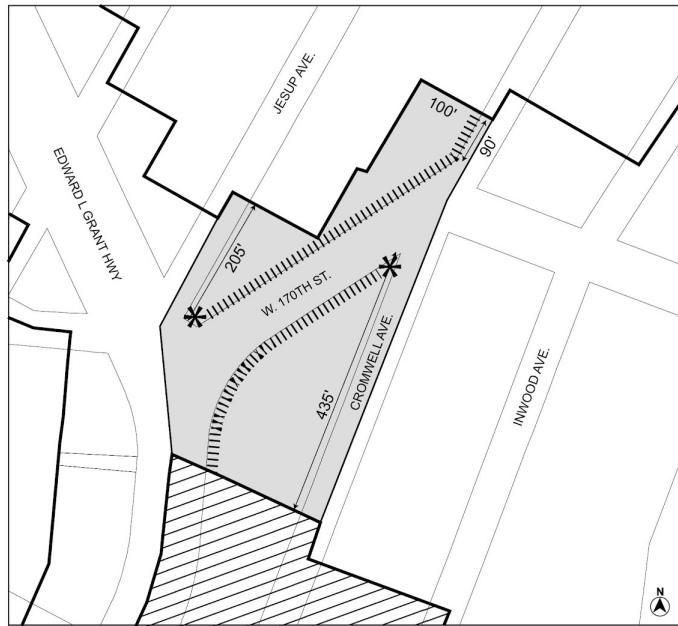 JESUP AVE.
100'
90'
EDWARD L GRANT HWY
205'
W. 170TH ST.
435'
CROMWELL AVE.
INWOOD AVE.
N